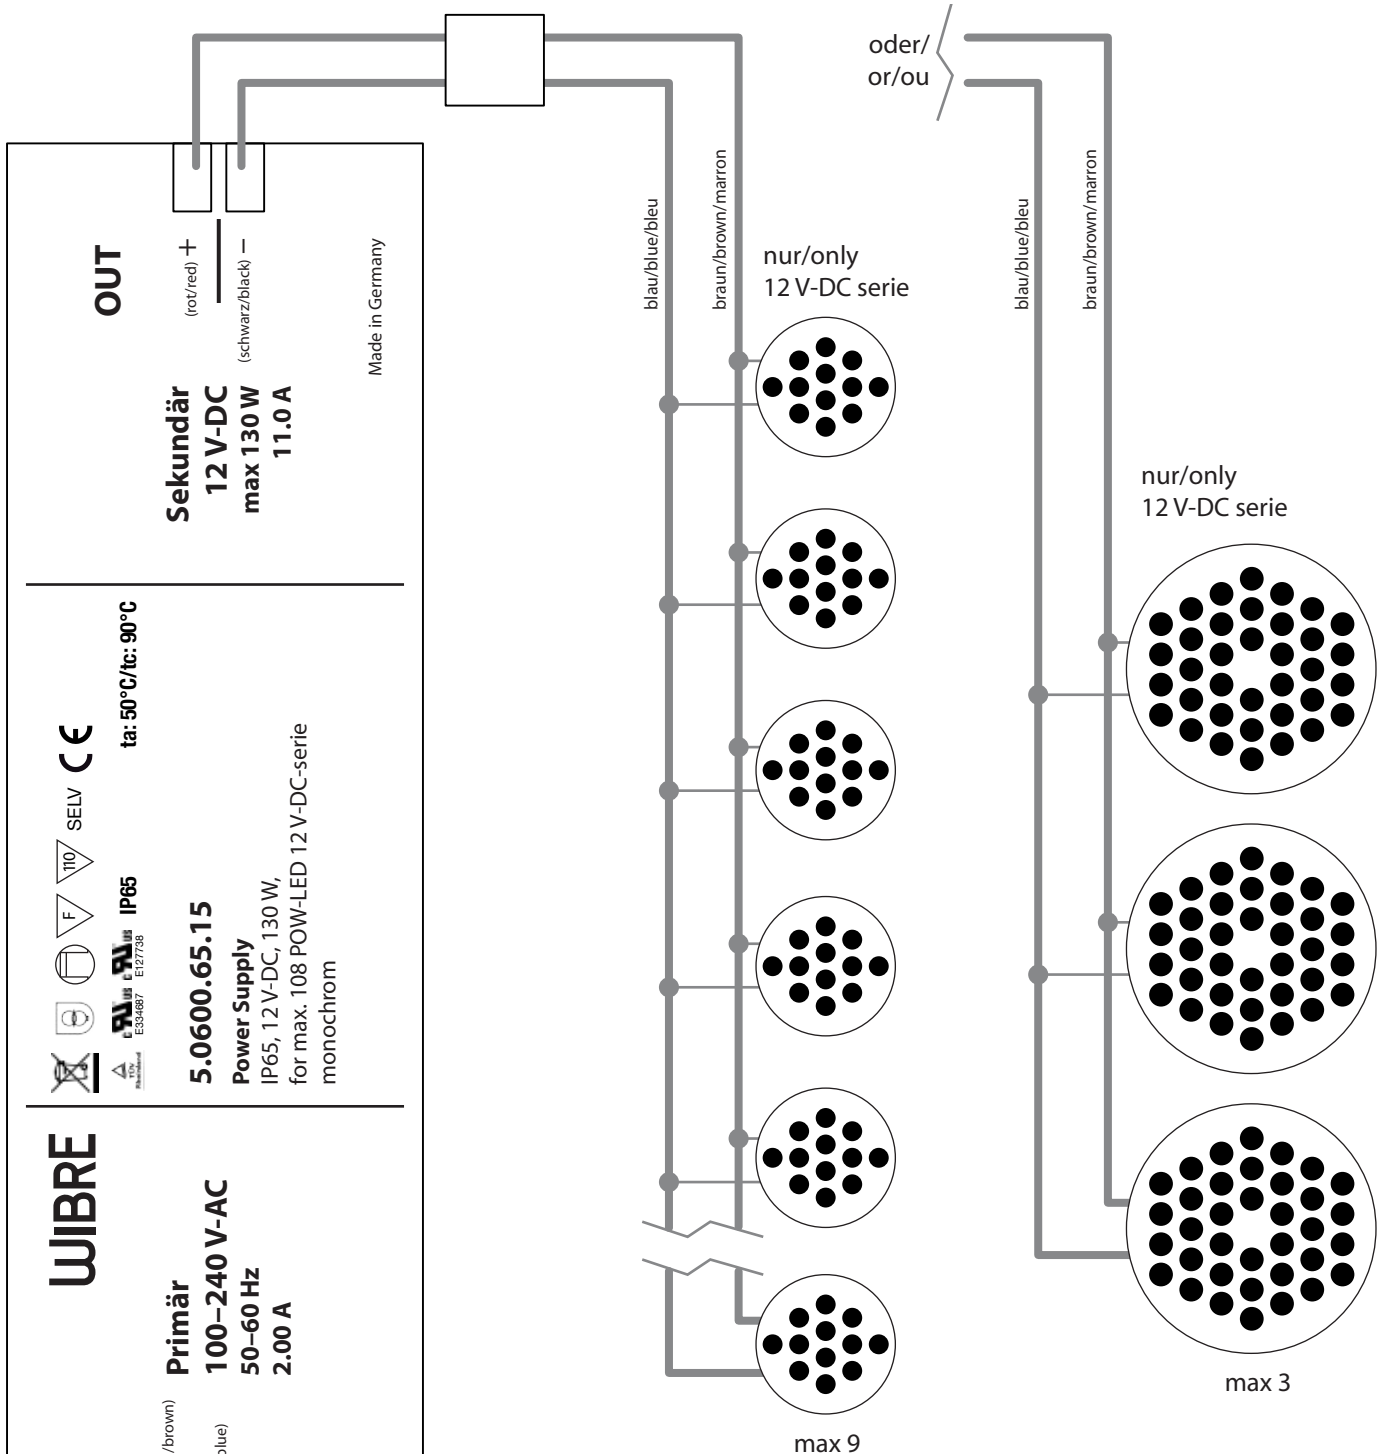 oder/
or/ou
blau/blue/bleu
braun/brown/marron
blau/blue/bleu
braun/brown/marron
nur/only
12 V-DC serie
nur/only
12 V-DC serie
max 9
max 3
OUT
(rot/red) +
(schwarz/black) –
Made in Germany
Sekundär
12 V-DC
max 130 W
11.0 A
F
110
SELV
CE
E334687
E127738
IP65
ta: 50°C/tc: 90°C
5.0600.65.15
Power Supply
IP65, 12 V-DC, 130 W,
for max. 108 POW-LED 12 V-DC-serie
monochrom
WIBRE
Primär
100–240 V-AC
50–60 Hz
2.00 A
/brown)
blue)